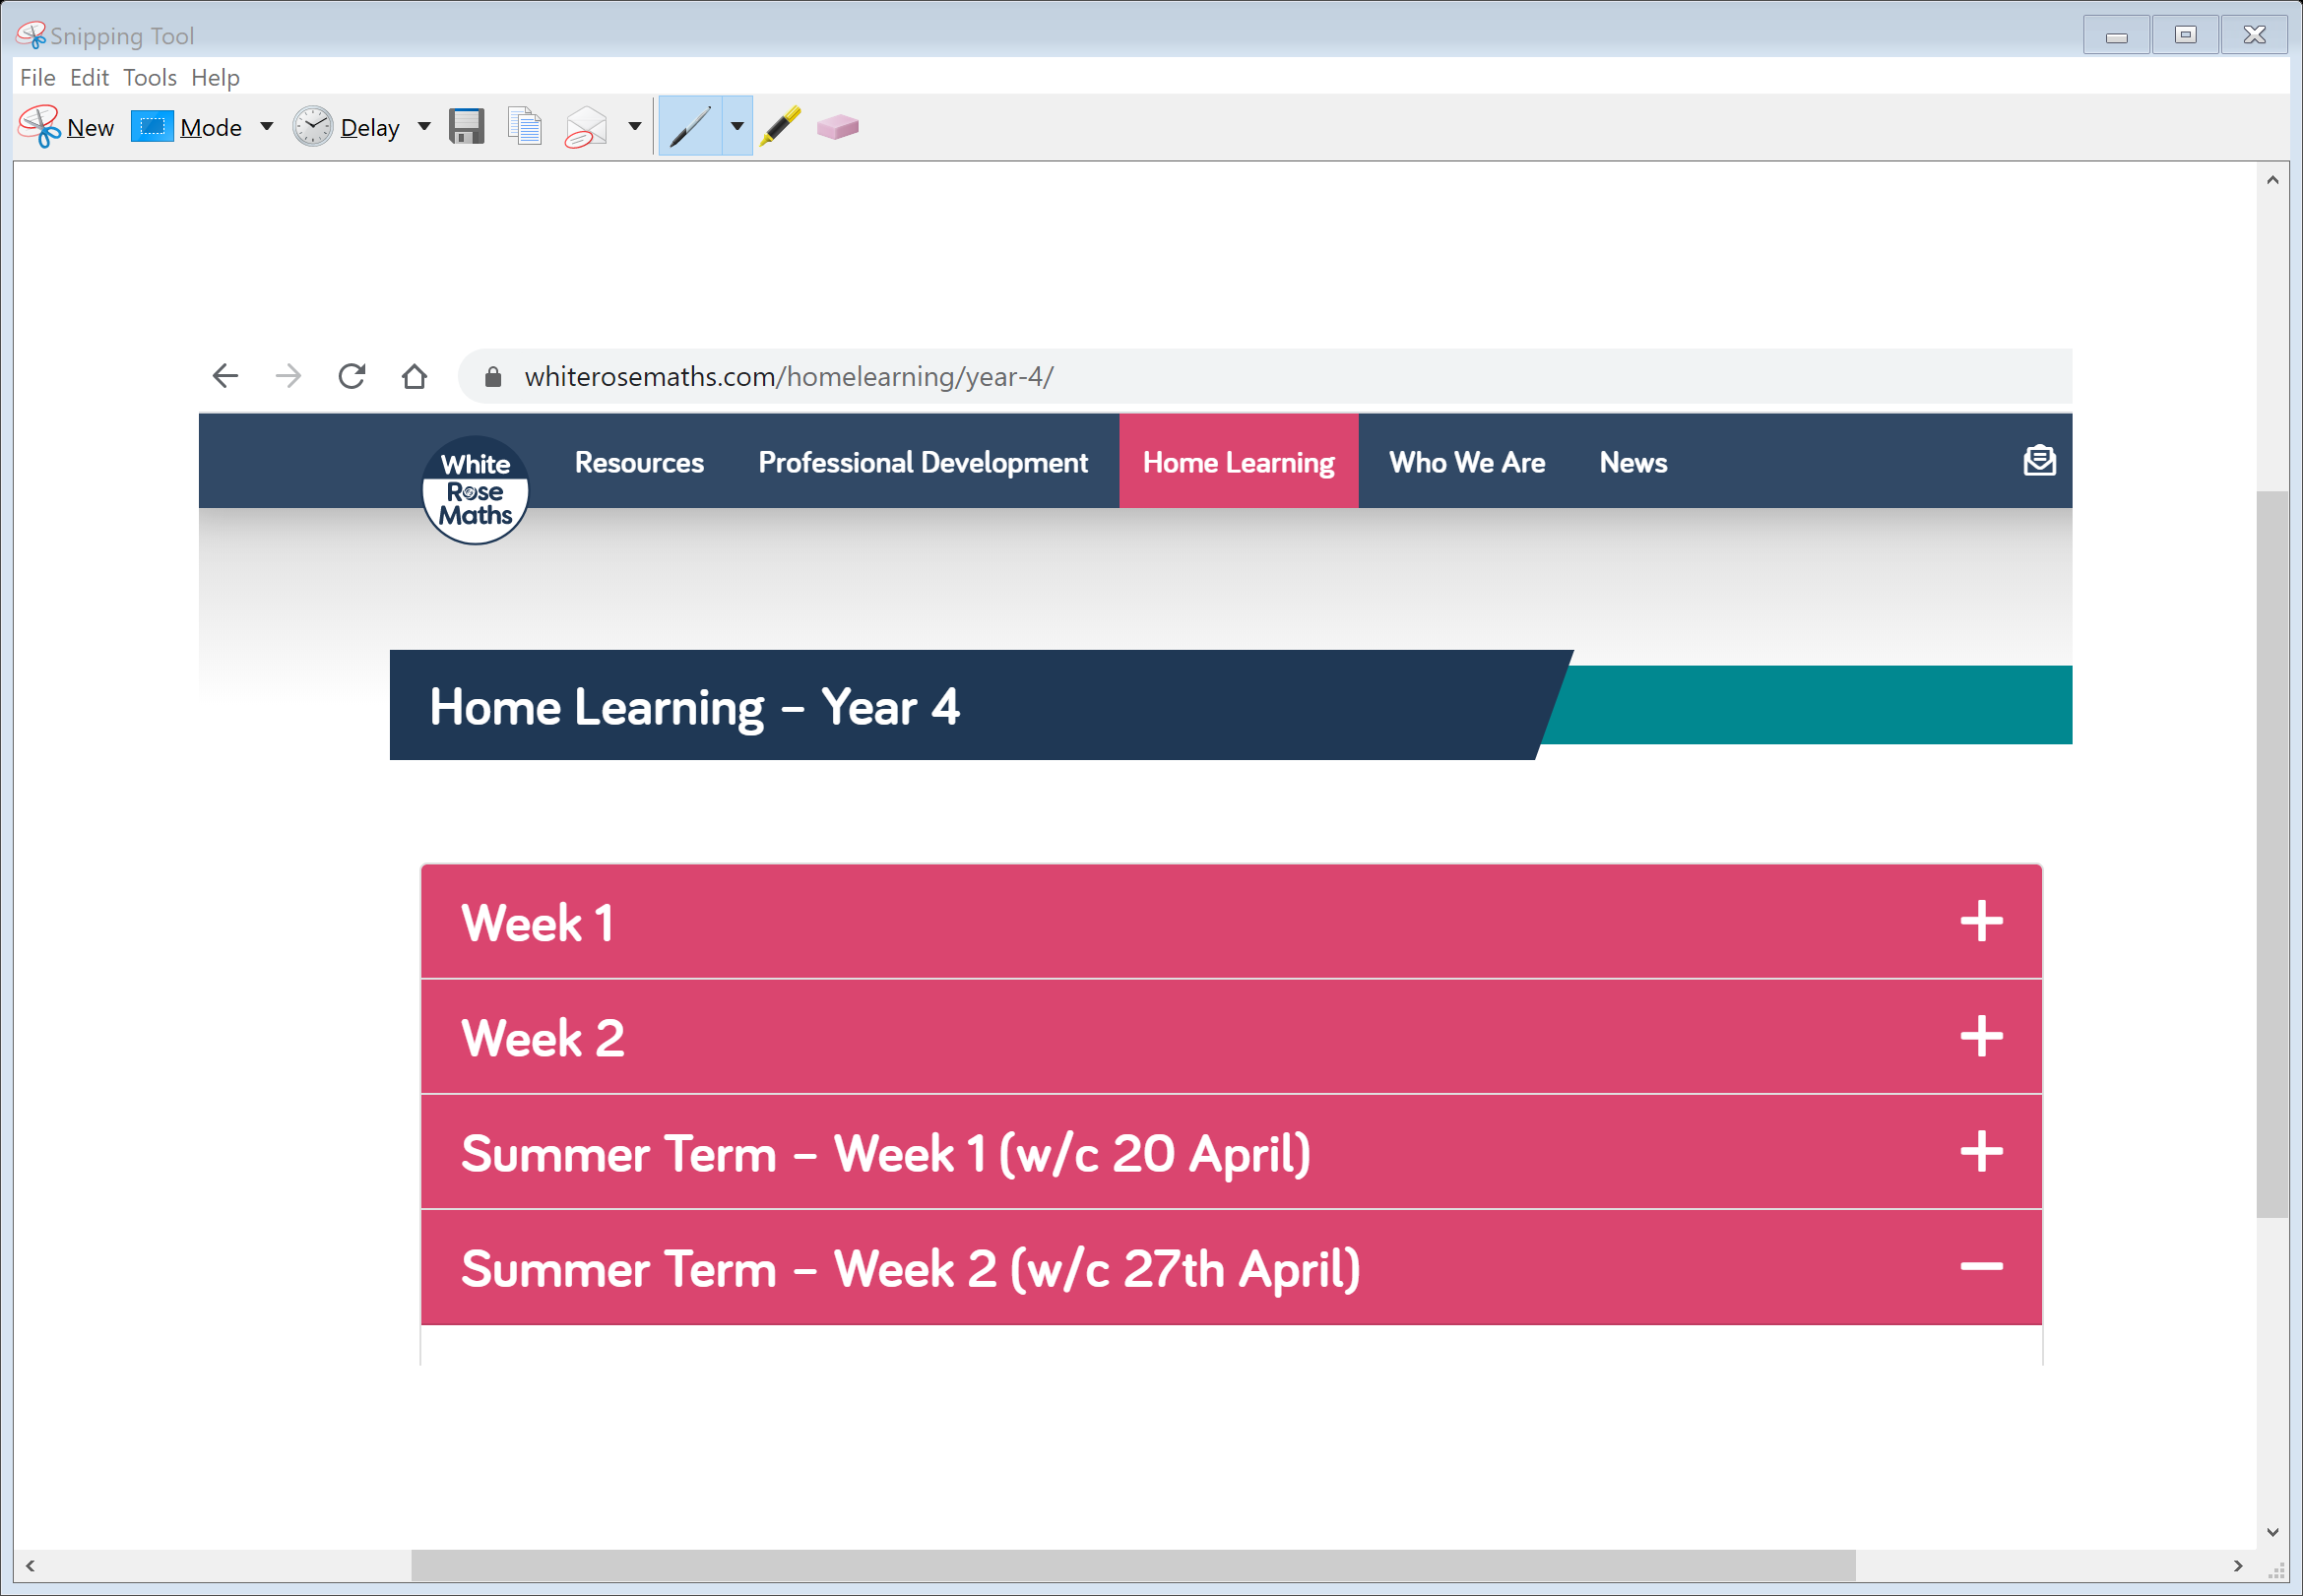 Snipping Tool
File Edit Tools Help
New Mode Delay
whiterosemaths.com/homelearning/year-4/
White
Rose
Maths
Resources Professional Development Home Learning Who We Are News
Home Learning – Year 4
Week 1
Week 2
Summer Term – Week 1 (w/c 20 April)
Summer Term – Week 2 (w/c 27th April)